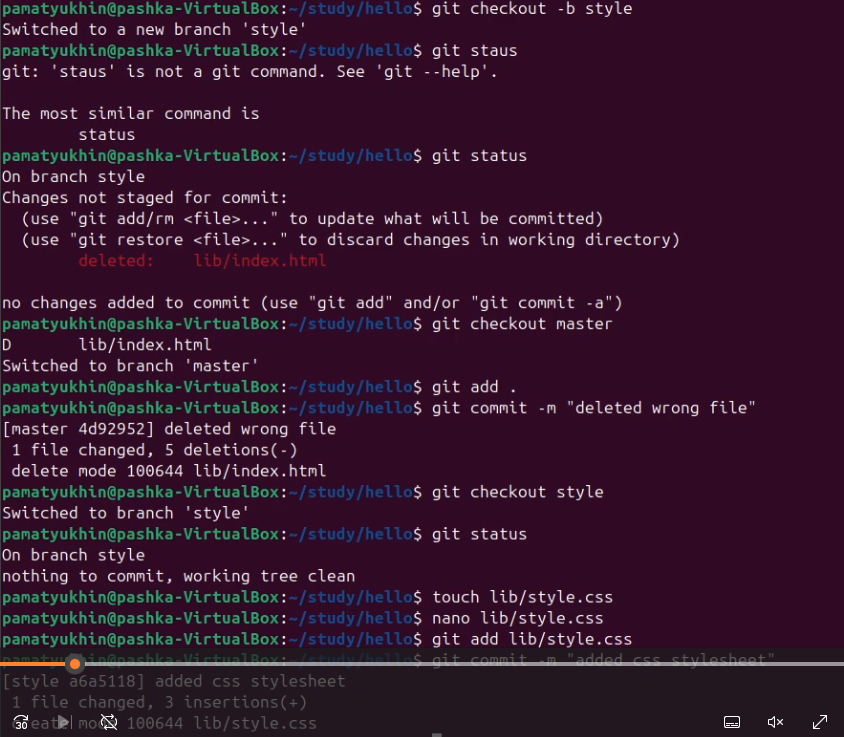 pamatyukhin@pashka-VirtualBox:~/study/hello$ git checkout -b style
Switched to a new branch 'style'
pamatyukhin@pashka-VirtualBox:~/study/hello$ git staus
git: 'staus' is not a git command. See 'git --help'.
The most similar command is
        status
pamatyukhin@pashka-VirtualBox:~/study/hello$ git status
On branch style
Changes not staged for commit:
  (use "git add/rm <file>..." to update what will be committed)
  (use "git restore <file>..." to discard changes in working directory)
        deleted:    lib/index.html
no changes added to commit (use "git add" and/or "git commit -a")
pamatyukhin@pashka-VirtualBox:~/study/hello$ git checkout master
D       lib/index.html
Switched to branch 'master'
pamatyukhin@pashka-VirtualBox:~/study/hello$ git add .
pamatyukhin@pashka-VirtualBox:~/study/hello$ git commit -m "deleted wrong file"
[master 4d92952] deleted wrong file
 1 file changed, 5 deletions(-)
 delete mode 100644 lib/index.html
pamatyukhin@pashka-VirtualBox:~/study/hello$ git checkout style
Switched to branch 'style'
pamatyukhin@pashka-VirtualBox:~/study/hello$ git status
On branch style
nothing to commit, working tree clean
pamatyukhin@pashka-VirtualBox:~/study/hello$ touch lib/style.css
pamatyukhin@pashka-VirtualBox:~/study/hello$ nano lib/style.css
pamatyukhin@pashka-VirtualBox:~/study/hello$ git add lib/style.css
pamatyukhin@pashka-VirtualBox:~/study/hello$ git commit -m "added css stylesheet"
[style a6a5118] added css stylesheet
 1 file changed, 3 insertions(+)
30 create mode 100644 lib/style.css